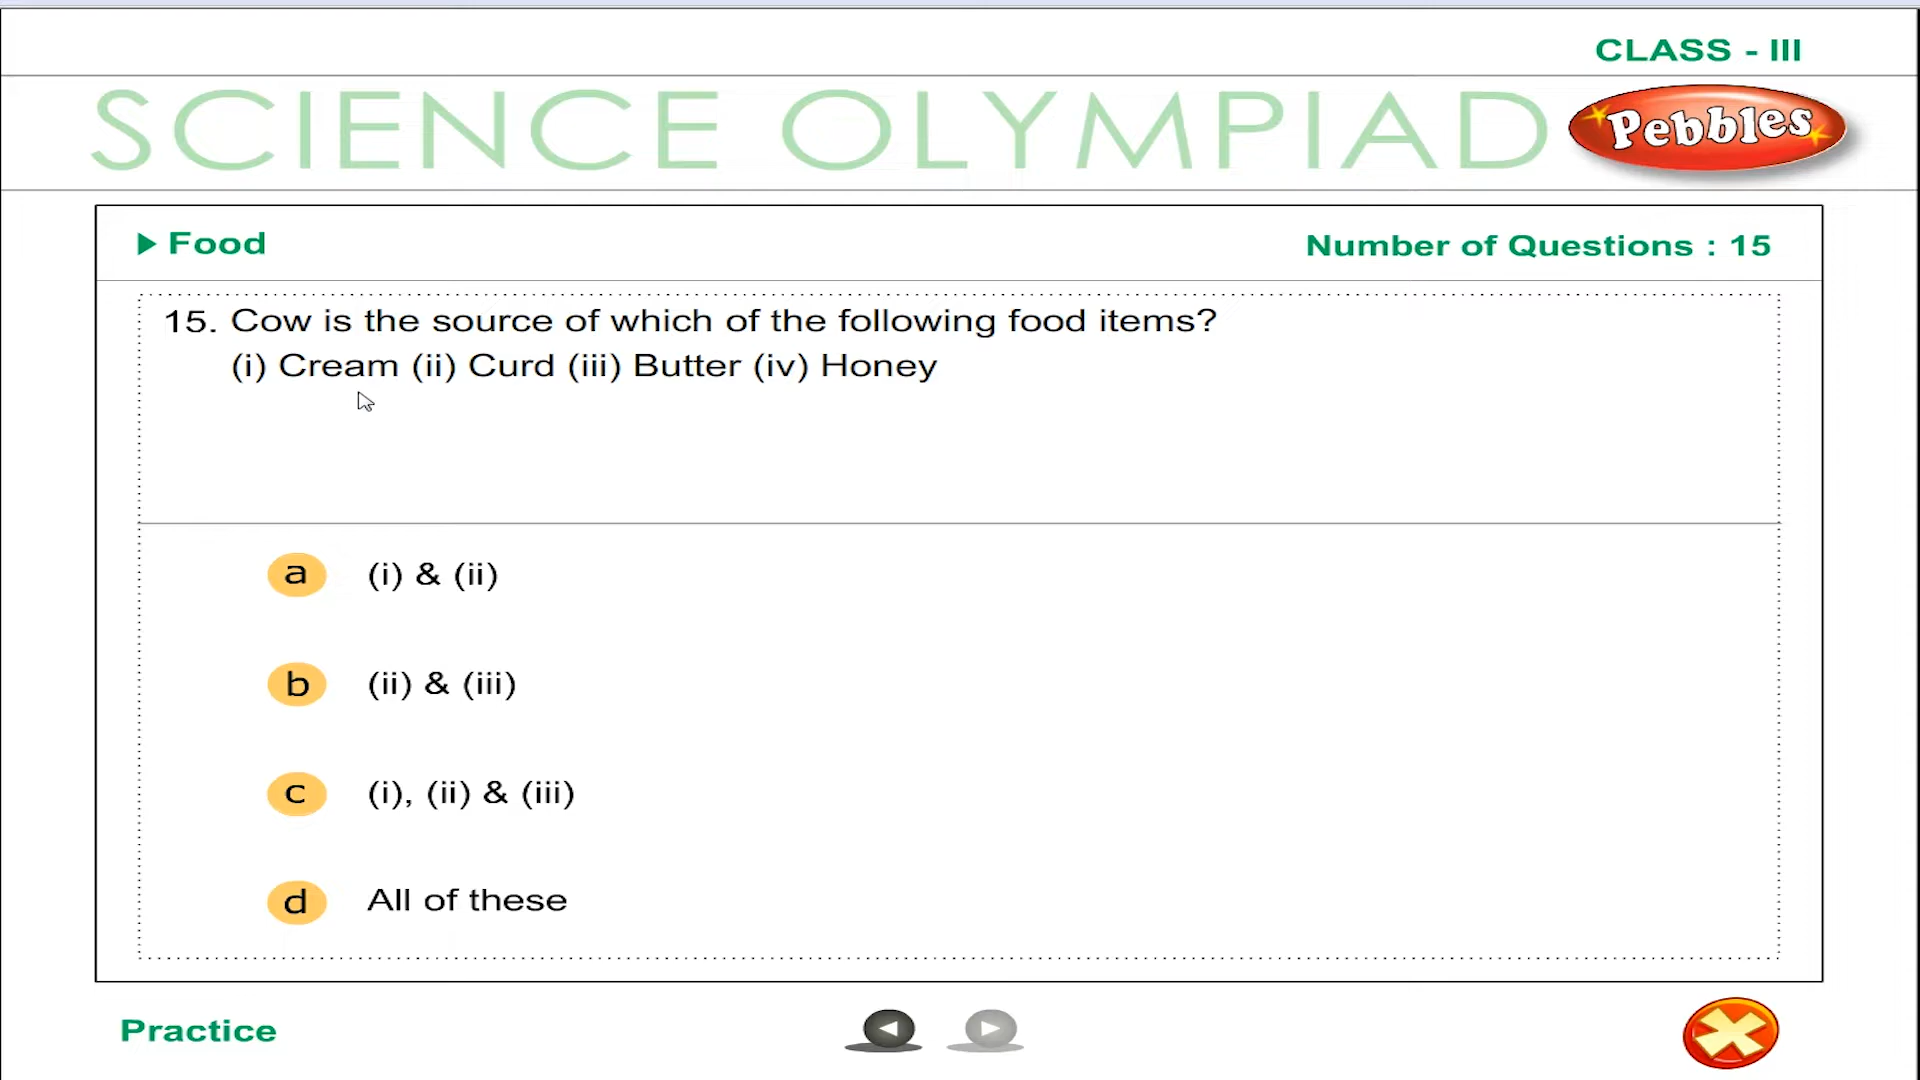 CLASS - III
SCIENCE OLYMPIAD
Pebbles
Food
Number of Questions : 15
15. Cow is the source of which of the following food items?
(i) Cream (ii) Curd (iii) Butter (iv) Honey
a (i) & (ii)
b (ii) & (iii)
c (i), (ii) & (iii)
d All of these
Practice